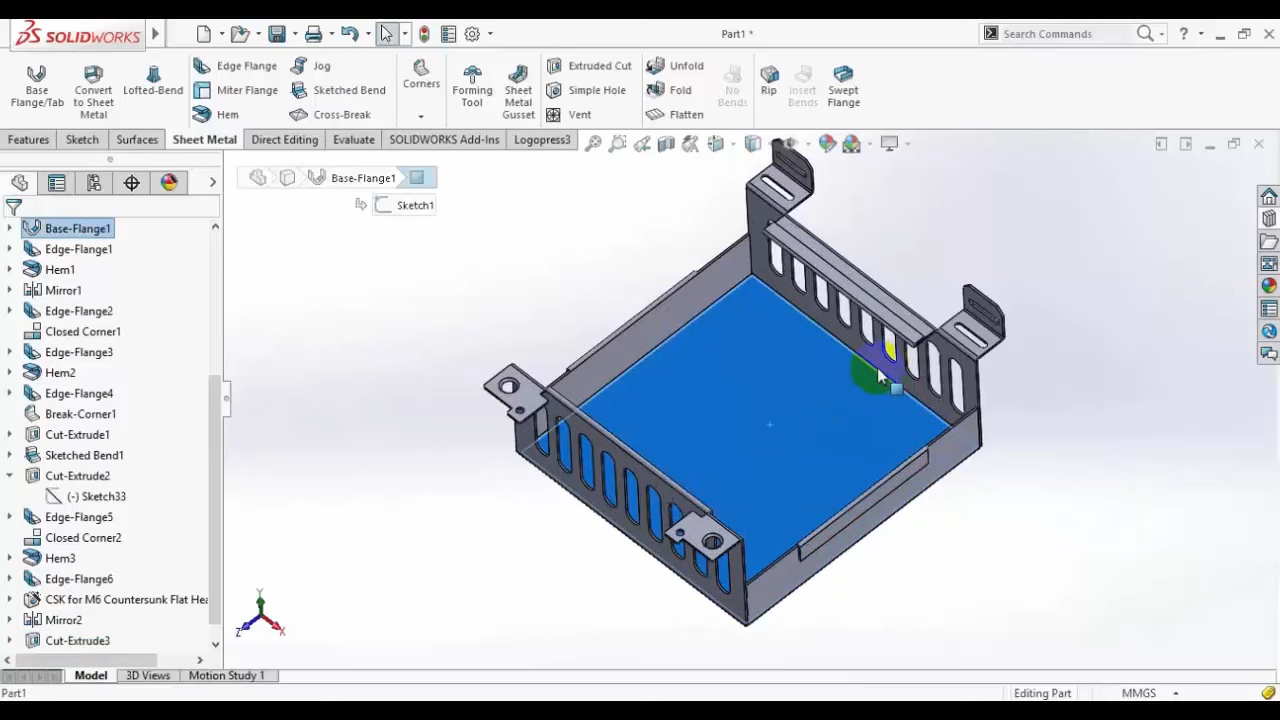 SOLIDWORKS
Part1 *
Search Commands
?
Base Flange/Tab
Convert to Sheet Metal
Lofted-Bend
Edge Flange
Miter Flange
Hem
Jog
Sketched Bend
Cross-Break
Corners
Forming Tool
Sheet Metal Gusset
Extruded Cut
Simple Hole
Vent
Unfold
Fold
Flatten
No Bends
Rip
Insert Bends
Swept Flange
Features
Sketch
Surfaces
Sheet Metal
Direct Editing
Evaluate
SOLIDWORKS Add-Ins
Logopress3
Base-Flange1
Sketch1
Base-Flange1
Edge-Flange1
Hem1
Mirror1
Edge-Flange2
Closed Corner1
Edge-Flange3
Hem2
Edge-Flange4
Break-Corner1
Cut-Extrude1
Sketched Bend1
Cut-Extrude2
(-) Sketch33
Edge-Flange5
Closed Corner2
Hem3
Edge-Flange6
CSK for M6 Countersunk Flat Hea
Mirror2
Cut-Extrude3
Y
Z
X
Model
3D Views
Motion Study 1
Part1
Editing Part
MMGS